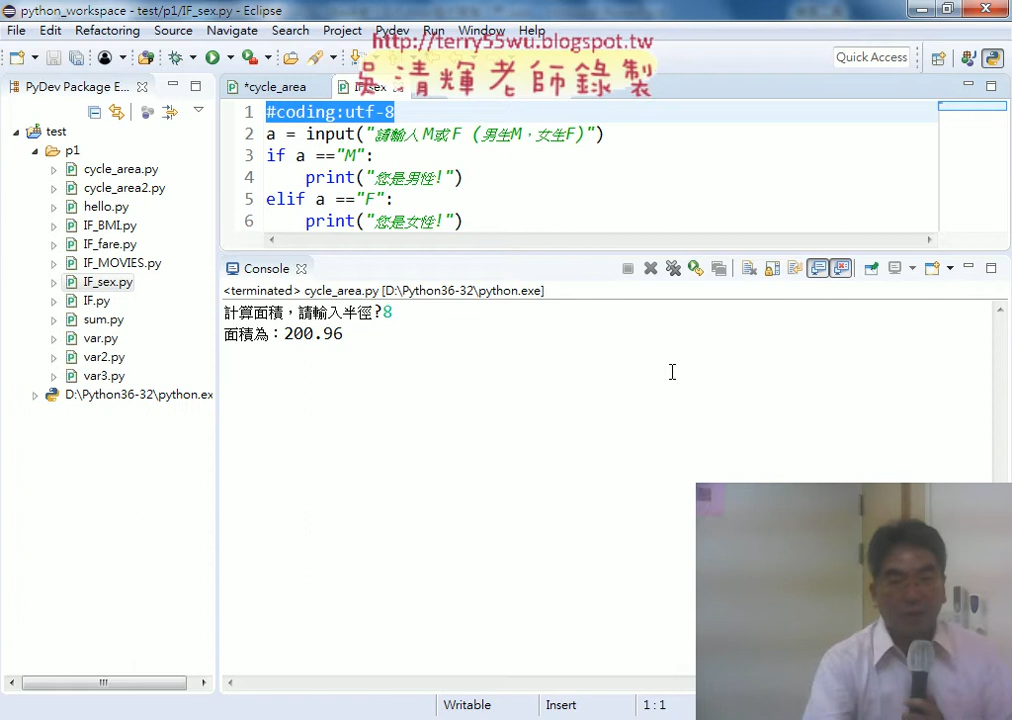 python_workspace - test/p1/IF_sex.py - Eclipse
File Edit Refactoring Source Navigate Search Project Pydev Run Window Help
http://terry55wu.blogspot.tw
吳清輝老師錄製
Quick Access
PyDev Package E...
*cycle_area
IF_sex
test
p1
cycle_area.py
cycle_area2.py
hello.py
IF_BMI.py
IF_fare.py
IF_MOVIES.py
IF_sex.py
IF.py
sum.py
var.py
var2.py
var3.py
D:\Python36-32\python.ex
1 #coding:utf-8
2 a = input("請輸入M或F (男生M，女生F)")
3 if a =="M":
4 print("您是男性!")
5 elif a =="F":
6 print("您是女性!")
Console
<terminated> cycle_area.py [D:\Python36-32\python.exe]
計算面積，請輸入半徑?8
面積為：200.96
Writable Insert 1 : 1